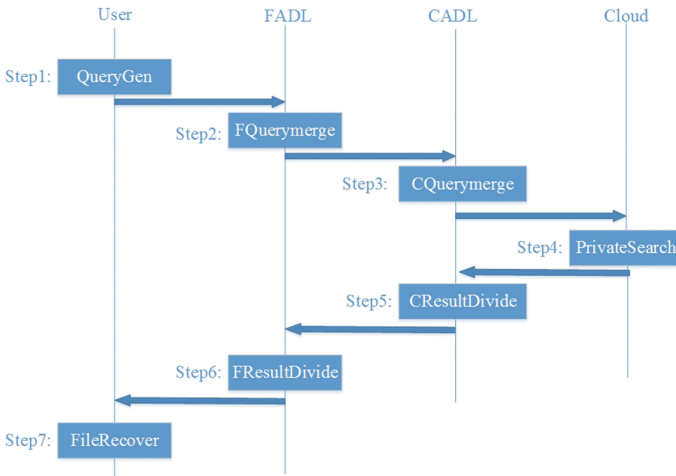 User FADL CADL Cloud
Step1: QueryGen
Step2: FQuerymerge
Step3: CQuerymerge
Step4: PrivateSearch
Step5: CResultDivide
Step6: FResultDivide
Step7: FileRecover